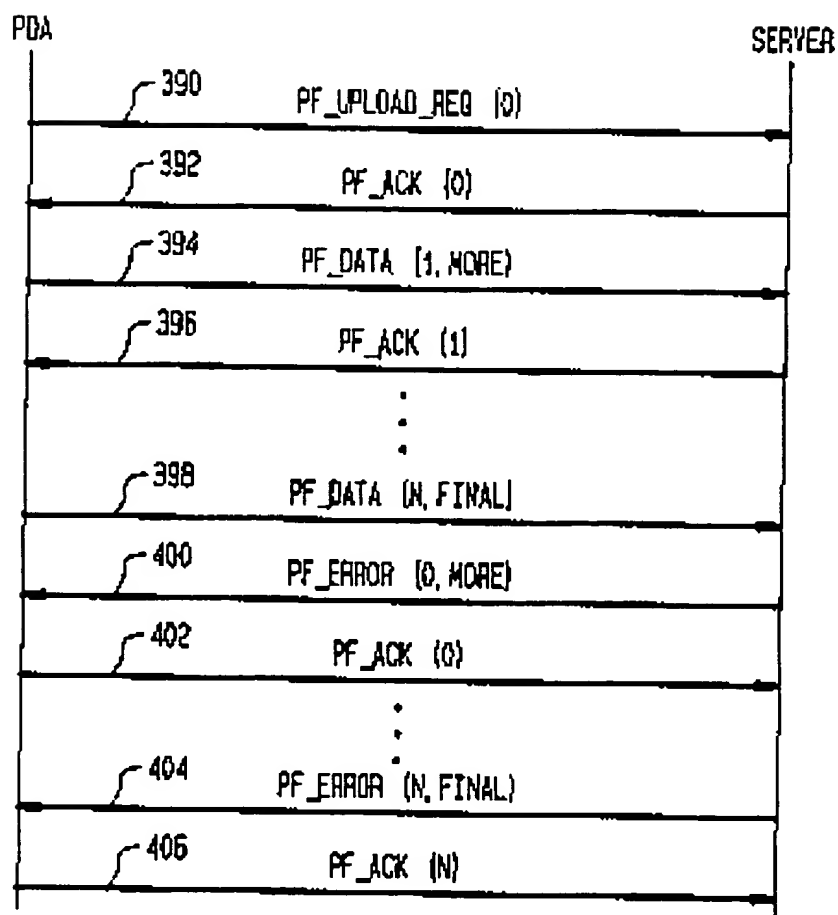 PDA
SERVER
390
PF_UPLOAD_REQ (0)
392
PF_ACK (0)
394
PF_DATA (1, MORE)
396
PF_ACK (1)
398
PF_DATA (N, FINAL)
400
PF_ERROR (0, MORE)
402
PF_ACK (0)
404
PF_ERROR (N, FINAL)
406
PF_ACK (N)